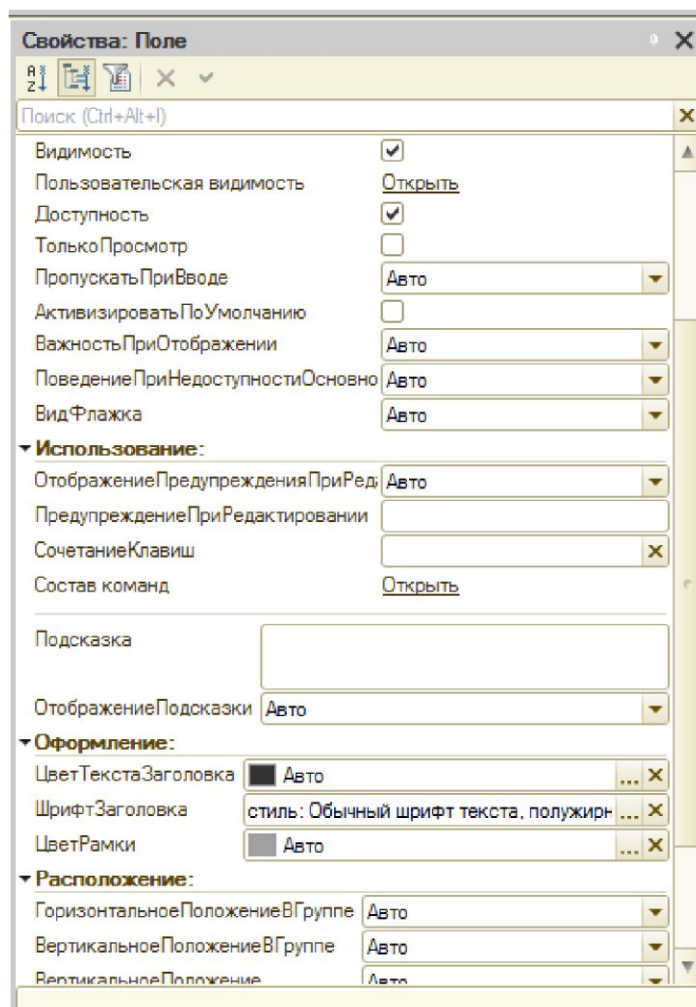 Свойства: Поле
Поиск (Ctrl+Alt+I)
Видимость
Пользовательская видимость Открыть
Доступность
ТолькоПросмотр
ПропускатьПриВводе Авто
АктивизироватьПоУмолчанию
ВажностьПриОтображении Авто
ПоведениеПриНедоступностиОсновно Авто
ВидФлажка Авто
Использование:
ОтображениеПредупрежденияПриРед Авто
ПредупреждениеПриРедактировании
СочетаниеКлавиш
Состав команд Открыть
Подсказка
ОтображениеПодсказки Авто
Оформление:
ЦветТекстаЗаголовка Авто ...
ШрифтЗаголовка стиль: Обычный шрифт текста, полужирн ...
ЦветРамки Авто ...
Расположение:
ГоризонтальноеПоложениеВГруппе Авто
ВертикальноеПоложениеВГруппе Авто
ВертикальноеПоложение Авто